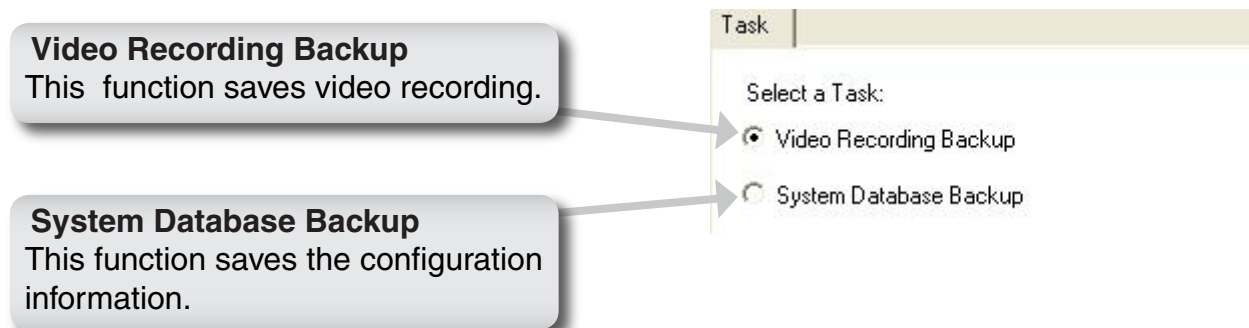 Video Recording Backup
This function saves video recording.
System Database Backup
This function saves the configuration
information.
Task
Select a Task:
Video Recording Backup
System Database Backup